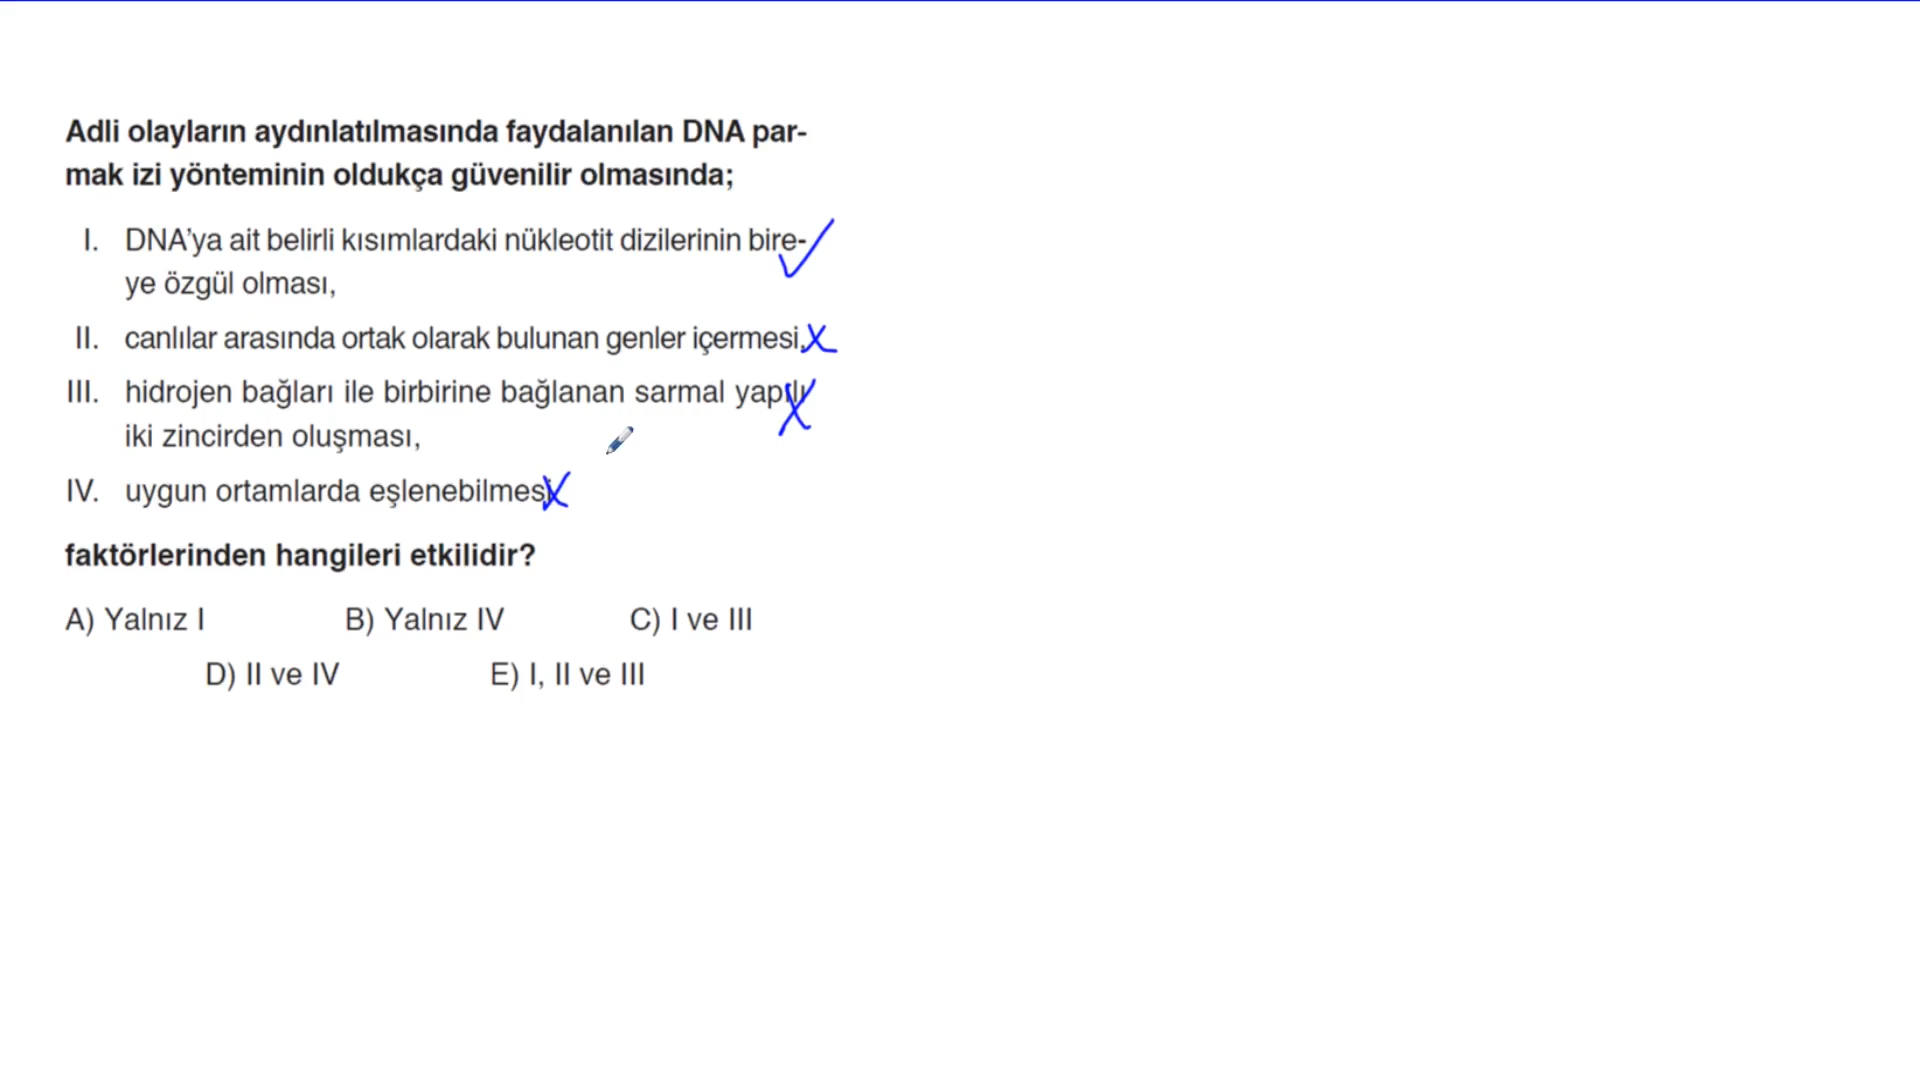 Adli olayların aydınlatılmasında faydalanılan DNA par-
mak izi yönteminin oldukça güvenilir olmasında;
I. DNA’ya ait belirli kısımlardaki nükleotit dizilerinin bire-
ye özgül olması,
II. canlılar arasında ortak olarak bulunan genler içermesi,
III. hidrojen bağları ile birbirine bağlanan sarmal yapılı
iki zincirden oluşması,
IV. uygun ortamlarda eşlenebilmesi
faktörlerinden hangileri etkilidir?
A) Yalnız I B) Yalnız IV C) I ve III
D) II ve IV E) I, II ve III